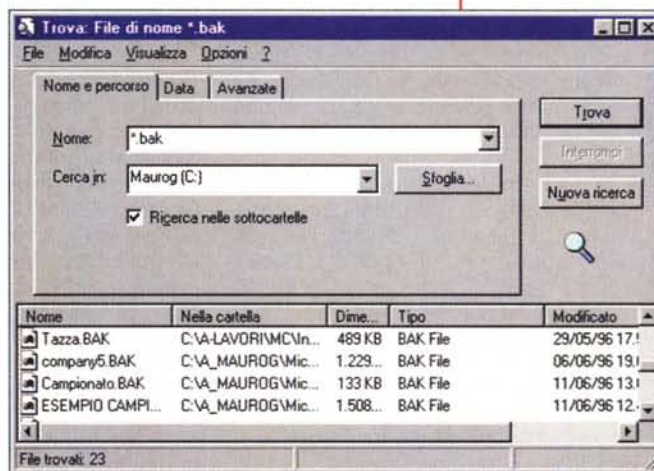 Trova: File di nome *.bak
File Modifica Visualizza Opzioni ?
Nome e percorso Data Avanzate
Nome: *.bak
Cerca in: Maurog (C:)
Sfoglia...
Ricerca nelle sottocartelle
Trova
Interrompi
Nuova ricerca
Nome Nella cartella Dime... Tipo Modificato
Tazza.BAK C:\A-LAVORI\MC\In... 489 KB BAK File 29/05/96 17.
company5.BAK C:\A_MAUROG\Mic... 1.229... BAK File 06/06/96 19.
Campionato.BAK C:\A_MAUROG\Mic... 133 KB BAK File 11/06/96 13.
ESEMPIO CAMPI... C:\A_MAUROG\Mic... 1.508... BAK File 11/06/96 12.
File trovati: 23